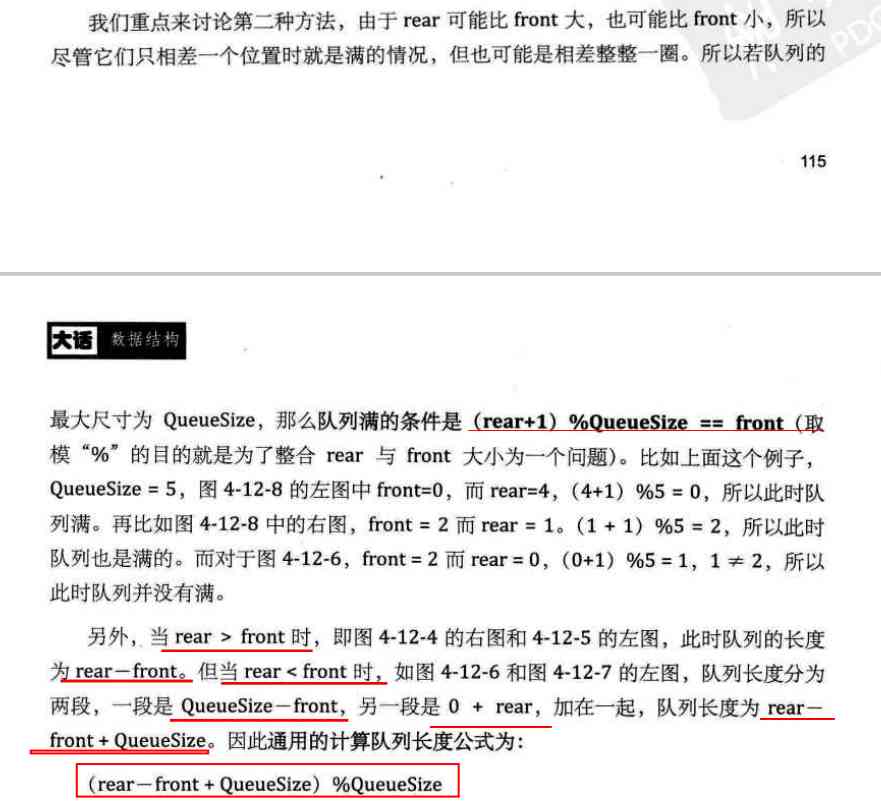 我们重点来讨论第二种方法，由于 rear 可能比 front 大，也可能比 front 小，所以
尽管它们只相差一个位置时就是满的情况，但也可能是相差整整一圈。所以若队列的
PDG
115
大话 数据结构
最大尺寸为 QueueSize，那么队列满的条件是（rear+1）%QueueSize == front（取
模“%”的目的就是为了整合 rear 与 front 大小为一个问题）。比如上面这个例子，
QueueSize = 5，图 4-12-8 的左图中 front=0，而 rear=4，（4+1）%5 = 0，所以此时队
列满。再比如图 4-12-8 中的右图，front = 2 而 rear = 1。（1 + 1）%5 = 2，所以此时
队列也是满的。而对于图 4-12-6，front = 2 而 rear = 0，（0+1）%5 = 1，1 ≠ 2，所以
此时队列并没有满。
另外，当 rear > front 时，即图 4-12-4 的右图和 4-12-5 的左图，此时队列的长度
为 rear－front。但当 rear < front 时，如图 4-12-6 和图 4-12-7 的左图，队列长度分为
两段，一段是 QueueSize－front，另一段是 0 + rear，加在一起，队列长度为 rear－
front + QueueSize。因此通用的计算队列长度公式为：
（rear－front + QueueSize）%QueueSize